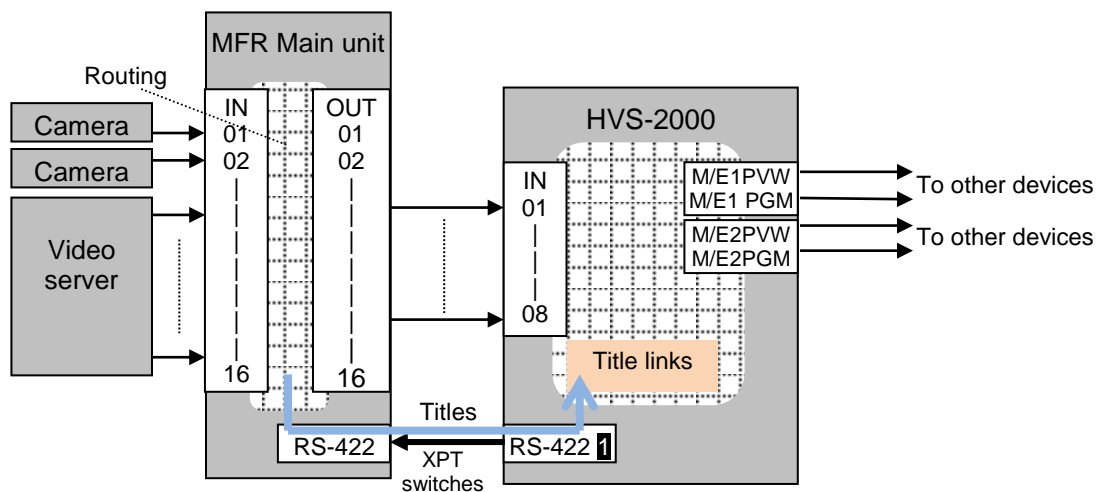 MFR Main unit
Routing
IN
01
02
16
OUT
01
02
16
Camera
Camera
Video
server
RS-422
Titles
XPT
switches
HVS-2000
IN
01
08
M/E1PVW
M/E1 PGM
M/E2PVW
M/E2PGM
To other devices
To other devices
Title links
RS-422 1